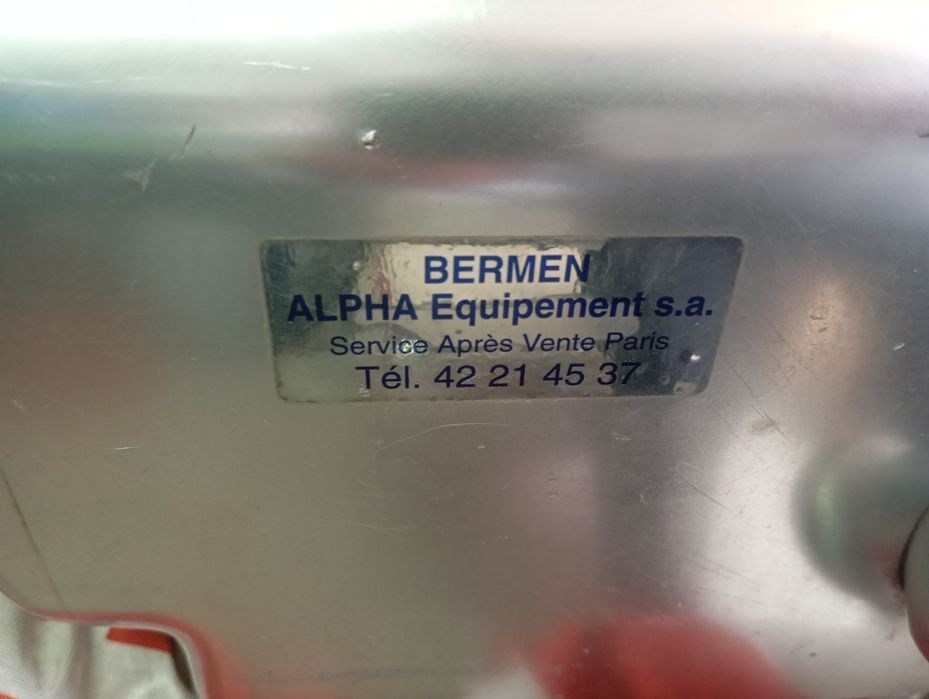 BERMEN
ALPHA Equipement s.a.
Service Après Vente Paris
Tél. 42 21 45 37